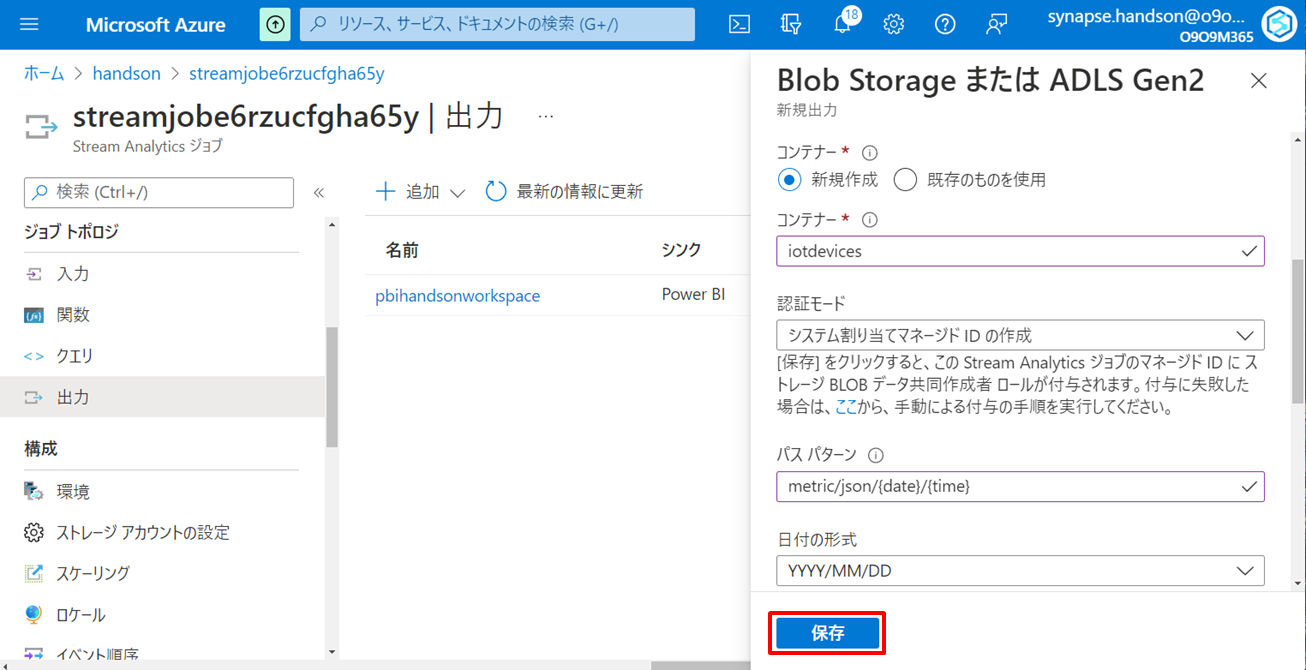 Microsoft Azure
リソース、サービス、ドキュメントの検索 (G+/)
18
synapse.handson@o9o...
O9O9M365
ホーム > handson > streamjobe6rzucfgha65y
streamjobe6rzucfgha65y | 出力 ...
Stream Analytics ジョブ
検索 (Ctrl+/)
«
ジョブ トポロジ
入力
関数
クエリ
出力
構成
環境
ストレージ アカウントの設定
スケーリング
ロケール
イベント順序
追加
最新の情報に更新
名前 シンク
pbihandsonworkspace Power BI
Blob Storage または ADLS Gen2
新規出力
コンテナー *
新規作成 既存のものを使用
コンテナー *
iotdevices
認証モード
システム割り当てマネージド ID の作成
[保存] をクリックすると、この Stream Analytics ジョブのマネージド ID に ス
トレージ BLOB データ共同作成者 ロールが付与されます。付与に失敗した
場合は、ここから、手動による付与の手順を実行してください。
パス パターン
metric/json/{date}/{time}
日付の形式
YYYY/MM/DD
保存